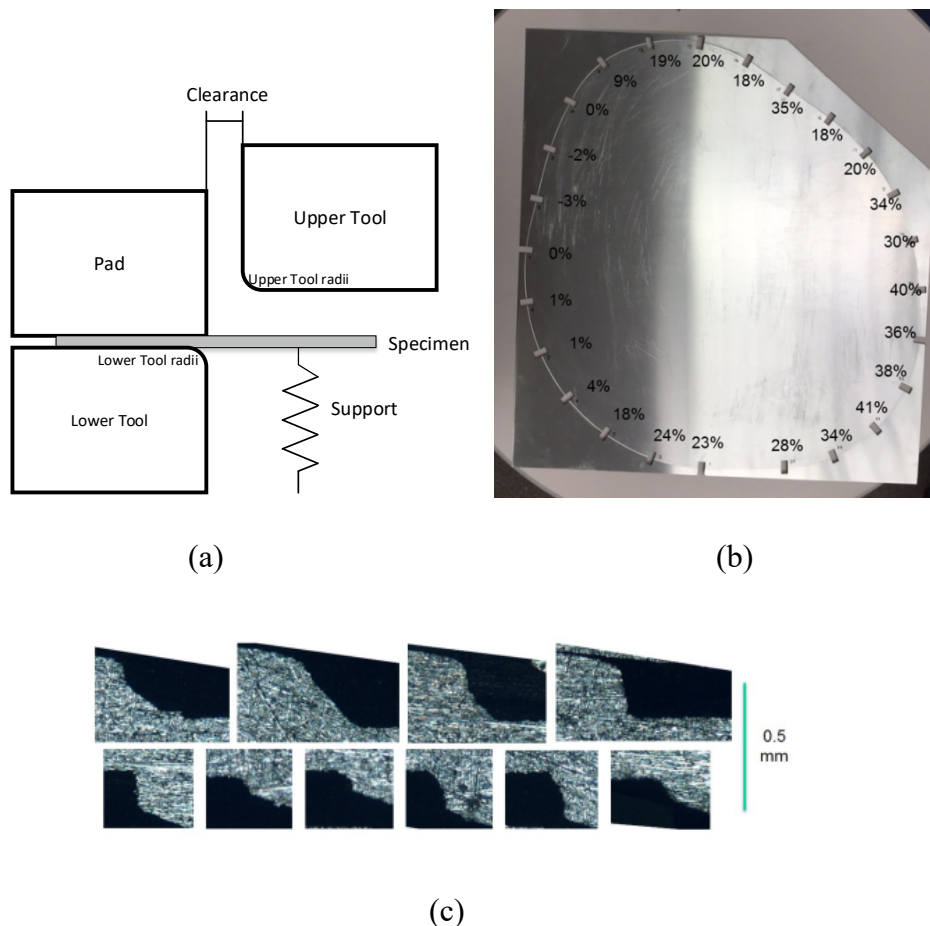 Clearance
Upper Tool
Pad
Upper Tool radii
Specimen
Lower Tool radii
Support
Lower Tool
(a)
19%
20%
18%
9%
35%
0%
18%
-2%
20%
-3%
34%
30%
0%
40%
1%
36%
1%
38%
4%
41%
18%
24%
23%
28%
34%
(b)
0.5
mm
(c)